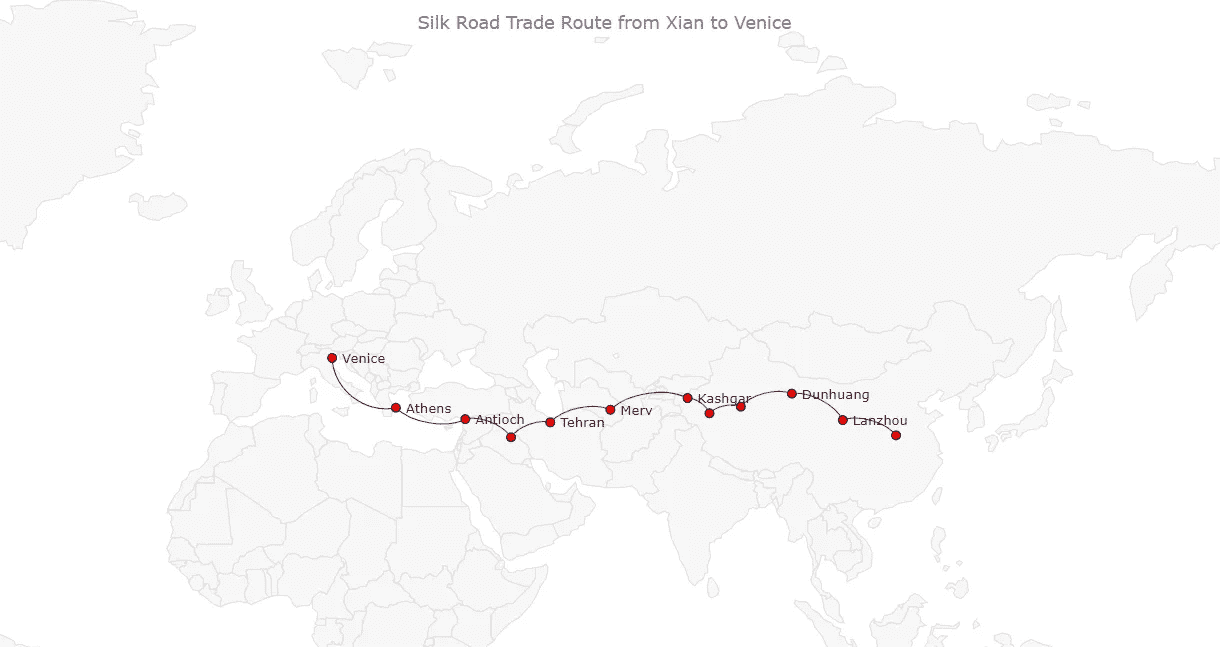 Silk Road Trade Route from Xian to Venice
Venice
Kashgar
Dunhuang
Athens
Merv
Antioch
Tehran
Lanzhou